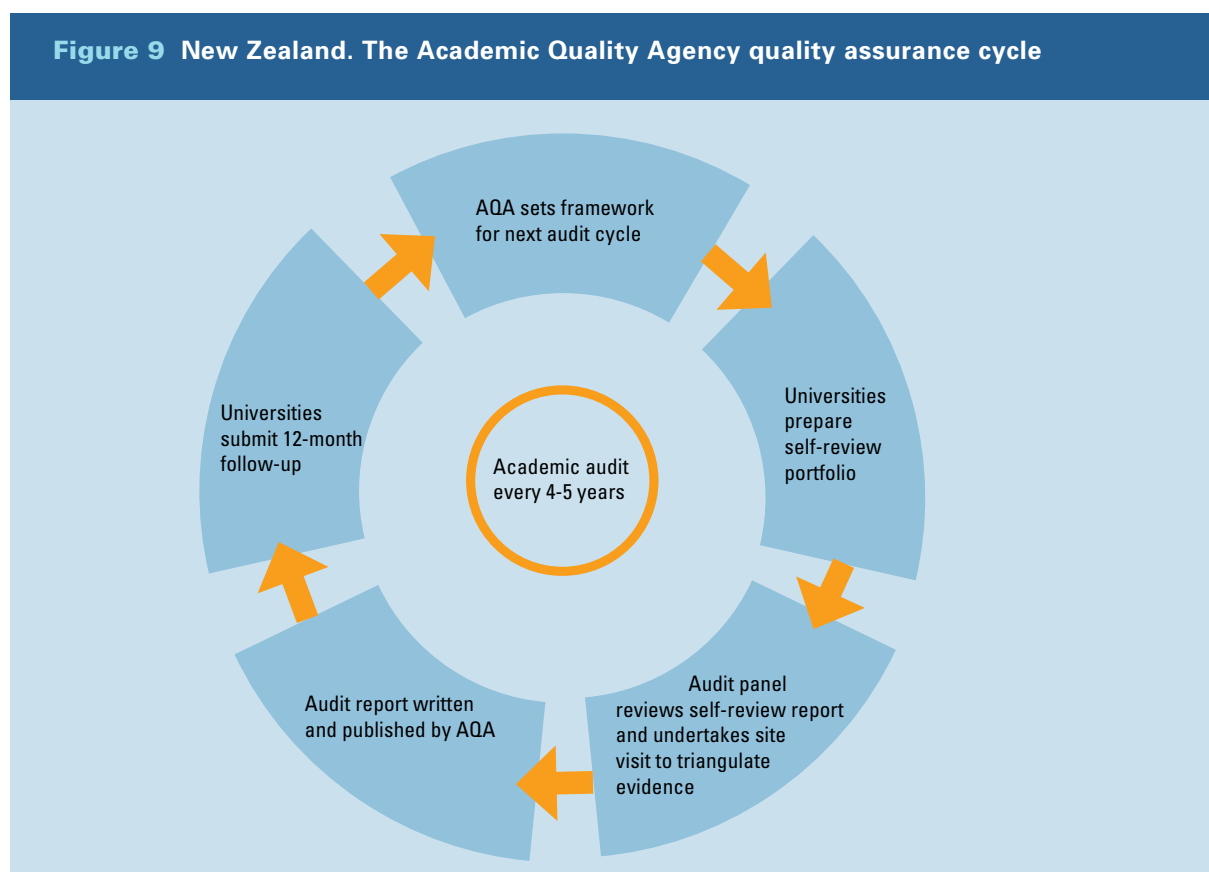 Figure 9 New Zealand. The Academic Quality Agency quality assurance cycle
AQA sets framework
for next audit cycle
Universities
prepare
self-review
portfolio
Audit panel
reviews self-review report
and undertakes site
visit to triangulate
evidence
Audit report written
and published by AQA
Universities
submit 12-month
follow-up
Academic audit
every 4-5 years